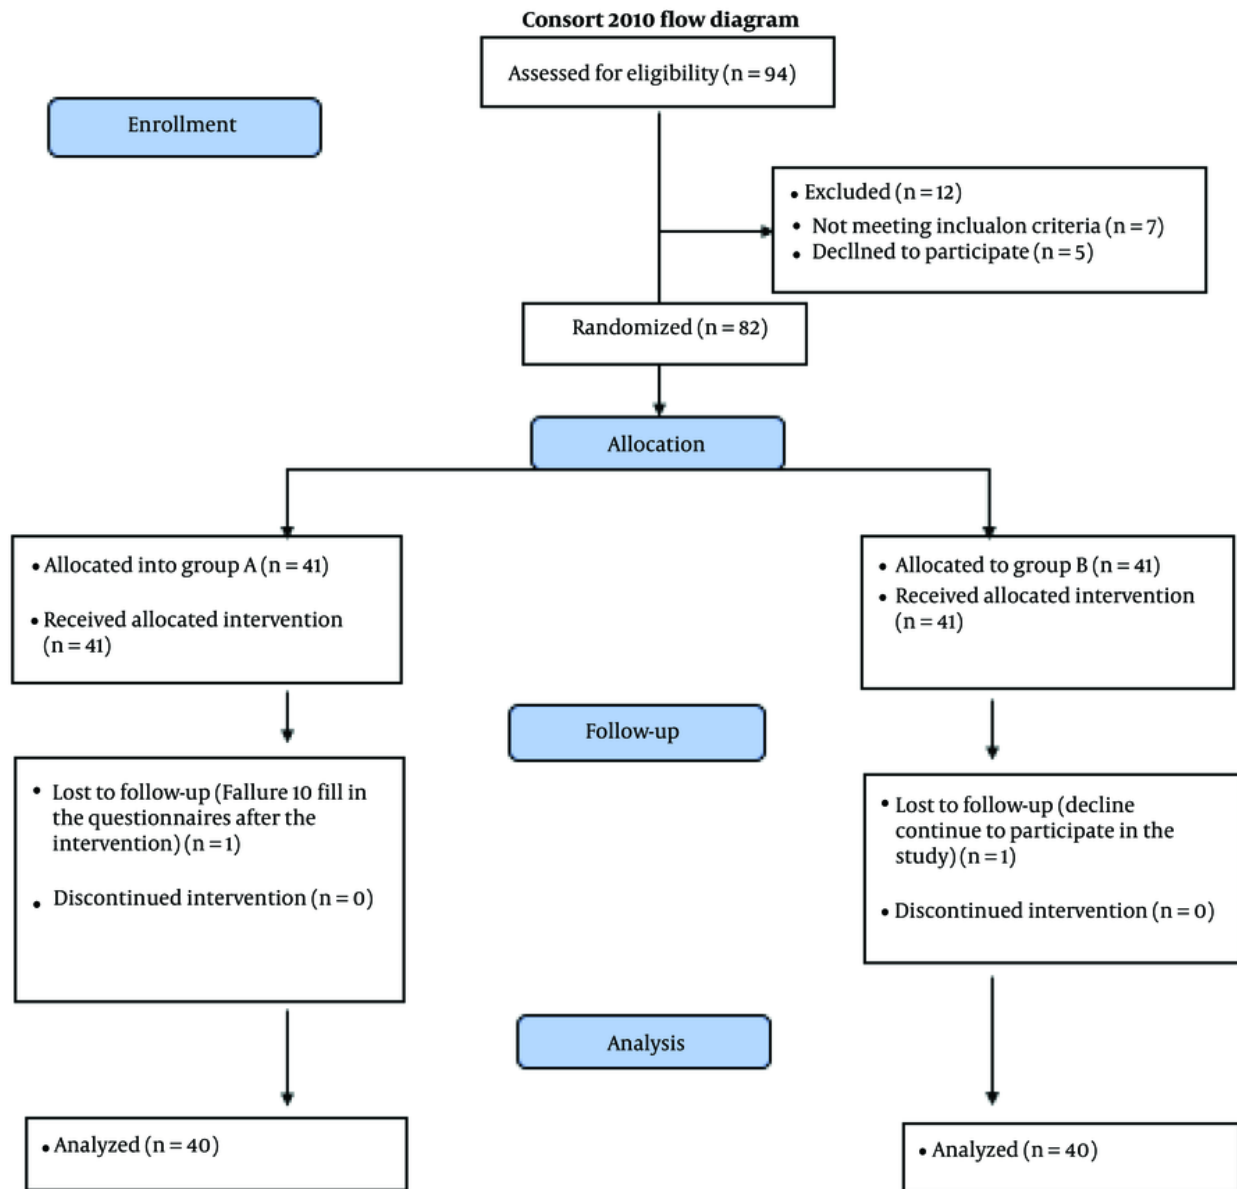 Consort 2010 flow diagram
Assessed for eligibility (n = 94)
Enrollment
• Excluded (n = 12)
• Not meeting inclualon criteria (n = 7)
• Decllned to participate (n = 5)
Randomized (n = 82)
Allocation
• Allocated into group A (n = 41)
• Received allocated intervention
(n = 41)
• Allocated to group B (n = 41)
• Received allocated intervention
(n = 41)
Follow-up
• Lost to follow-up (Fallure 10 fill in
the questionnaires after the
intervention) (n = 1)
• Discontinued intervention (n = 0)
• Lost to follow-up (decline
continue to participate in the
study) (n = 1)
• Discontinued intervention (n = 0)
Analysis
• Analyzed (n = 40)
• Analyzed (n = 40)